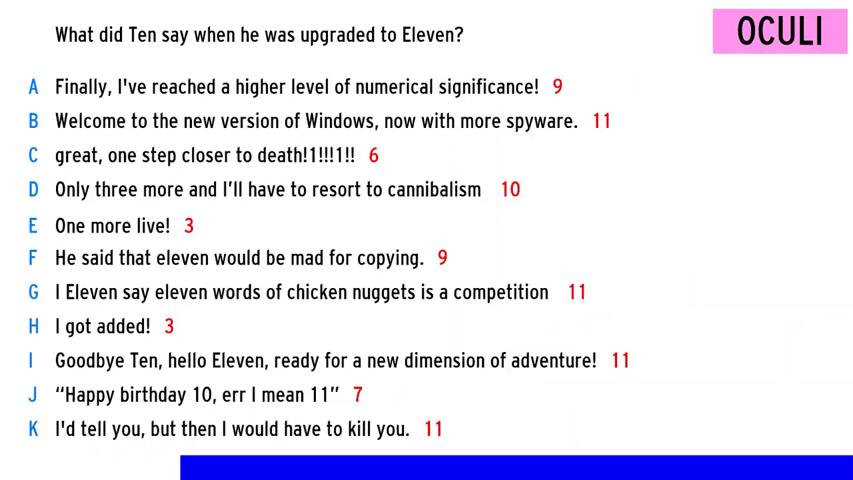 What did Ten say when he was upgraded to Eleven?
OCULI
A Finally, I've reached a higher level of numerical significance! 9
B Welcome to the new version of Windows, now with more spyware. 11
C great, one step closer to death!1!!!1!! 6
D Only three more and I’ll have to resort to cannibalism 10
E One more live! 3
F He said that eleven would be mad for copying. 9
G I Eleven say eleven words of chicken nuggets is a competition 11
H I got added! 3
I Goodbye Ten, hello Eleven, ready for a new dimension of adventure! 11
J “Happy birthday 10, err I mean 11” 7
K I'd tell you, but then I would have to kill you. 11